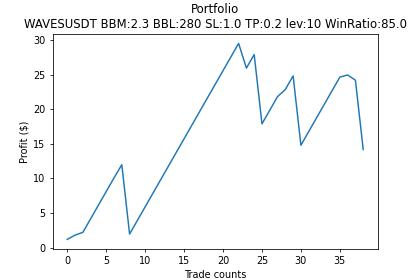 Portfolio
WAVESUSDT BBM:2.3 BBL:280 SL:1.0 TP:0.2 lev:10 WinRatio:85.0
30
25
20
15
10
5
0
Profit ($)
0 5 10 15 20 25 30 35
Trade counts